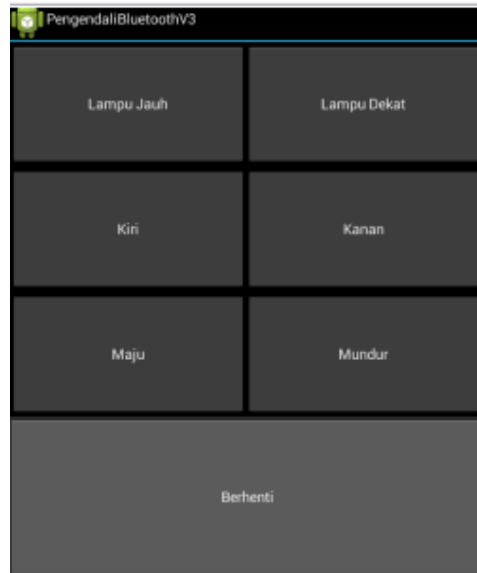 PengendaliBluetoothV3
Lampu Jauh
Lampu Dekat
Kiri
Kanan
Maju
Mundur
Berhenti